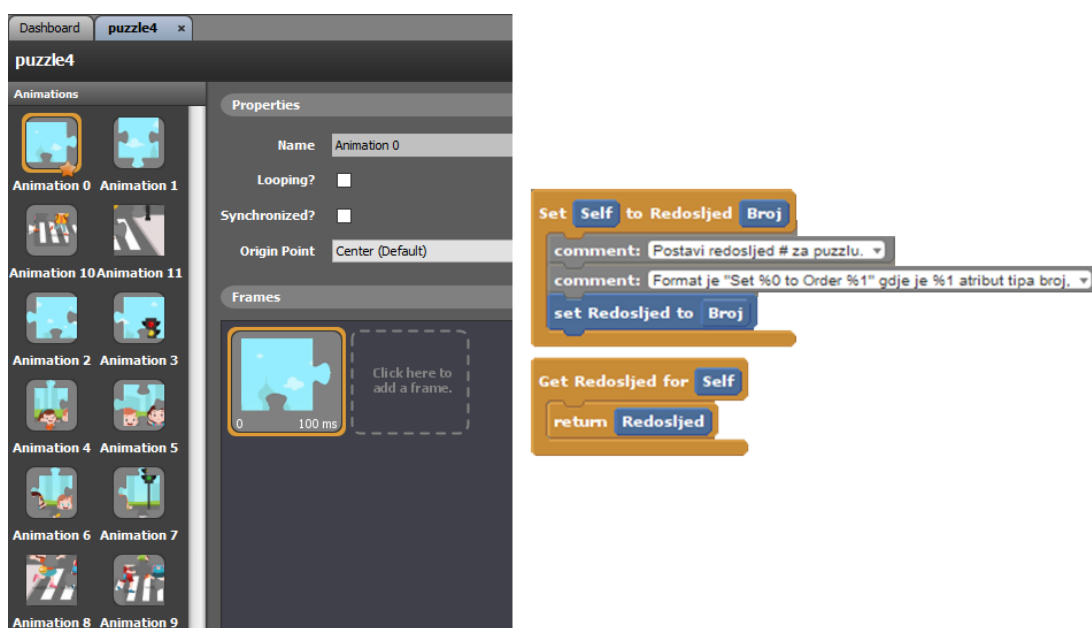 Dashboard puzzle4 ×
puzzle4
Animations
Animation 0 Animation 1
Animation 10 Animation 11
Animation 2 Animation 3
Animation 4 Animation 5
Animation 6 Animation 7
Animation 8 Animation 9
Properties
Name Animation 0
Looping?
Synchronized?
Origin Point Center (Default)
Frames
Click here to
add a frame.
0 100 ms
Set Self to Redosljed Broj
comment: Postavi redosljed # za puzzlu.
comment: Format je "Set %0 to Order %1" gdje je %1 atribut tipa broj,
set Redosljed to Broj
Get Redosljed for Self
return Redosljed